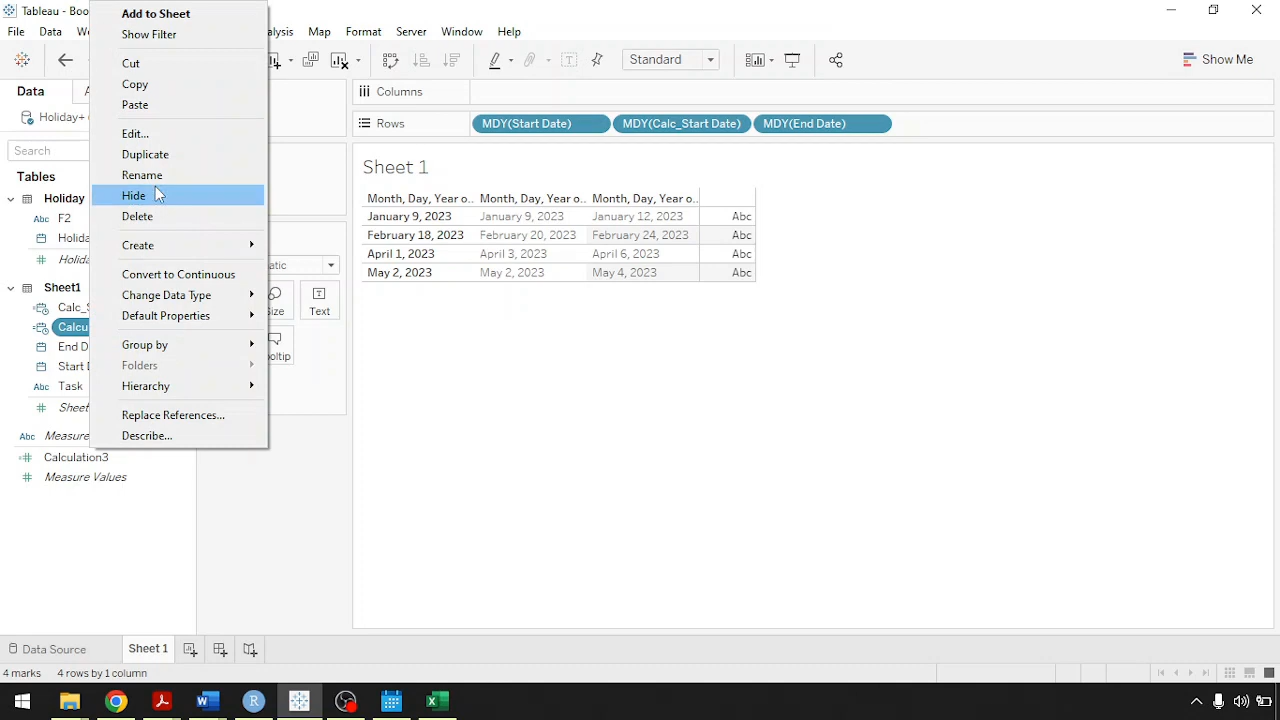 Tableau - Boo
Add to Sheet
Show Filter
Cut
Copy
Paste
Edit...
Duplicate
Rename
Hide
Delete
Create
Convert to Continuous
Change Data Type
Default Properties
Group by
Folders
Hierarchy
Replace References...
Describe...
File Data Map Format Server Window Help
Standard
Show Me
Data
Holiday+
Search
Tables
Holiday
Abc F2
Holida
Holida
Sheet1
Calc_S
Calcu
End D
Start D
Abc Task
Sheet
Abc Measure
Calculation3
Measure Values
Size
Text
Columns
Rows MDY(Start Date) MDY(Calc_Start Date) MDY(End Date)
Sheet 1
Month, Day, Year o.. Month, Day, Year o.. Month, Day, Year o..
January 9, 2023 January 9, 2023 January 12, 2023 Abc
February 18, 2023 February 20, 2023 February 24, 2023 Abc
April 1, 2023 April 3, 2023 April 6, 2023 Abc
May 2, 2023 May 2, 2023 May 4, 2023 Abc
Data Source Sheet 1
4 marks 4 rows by 1 column